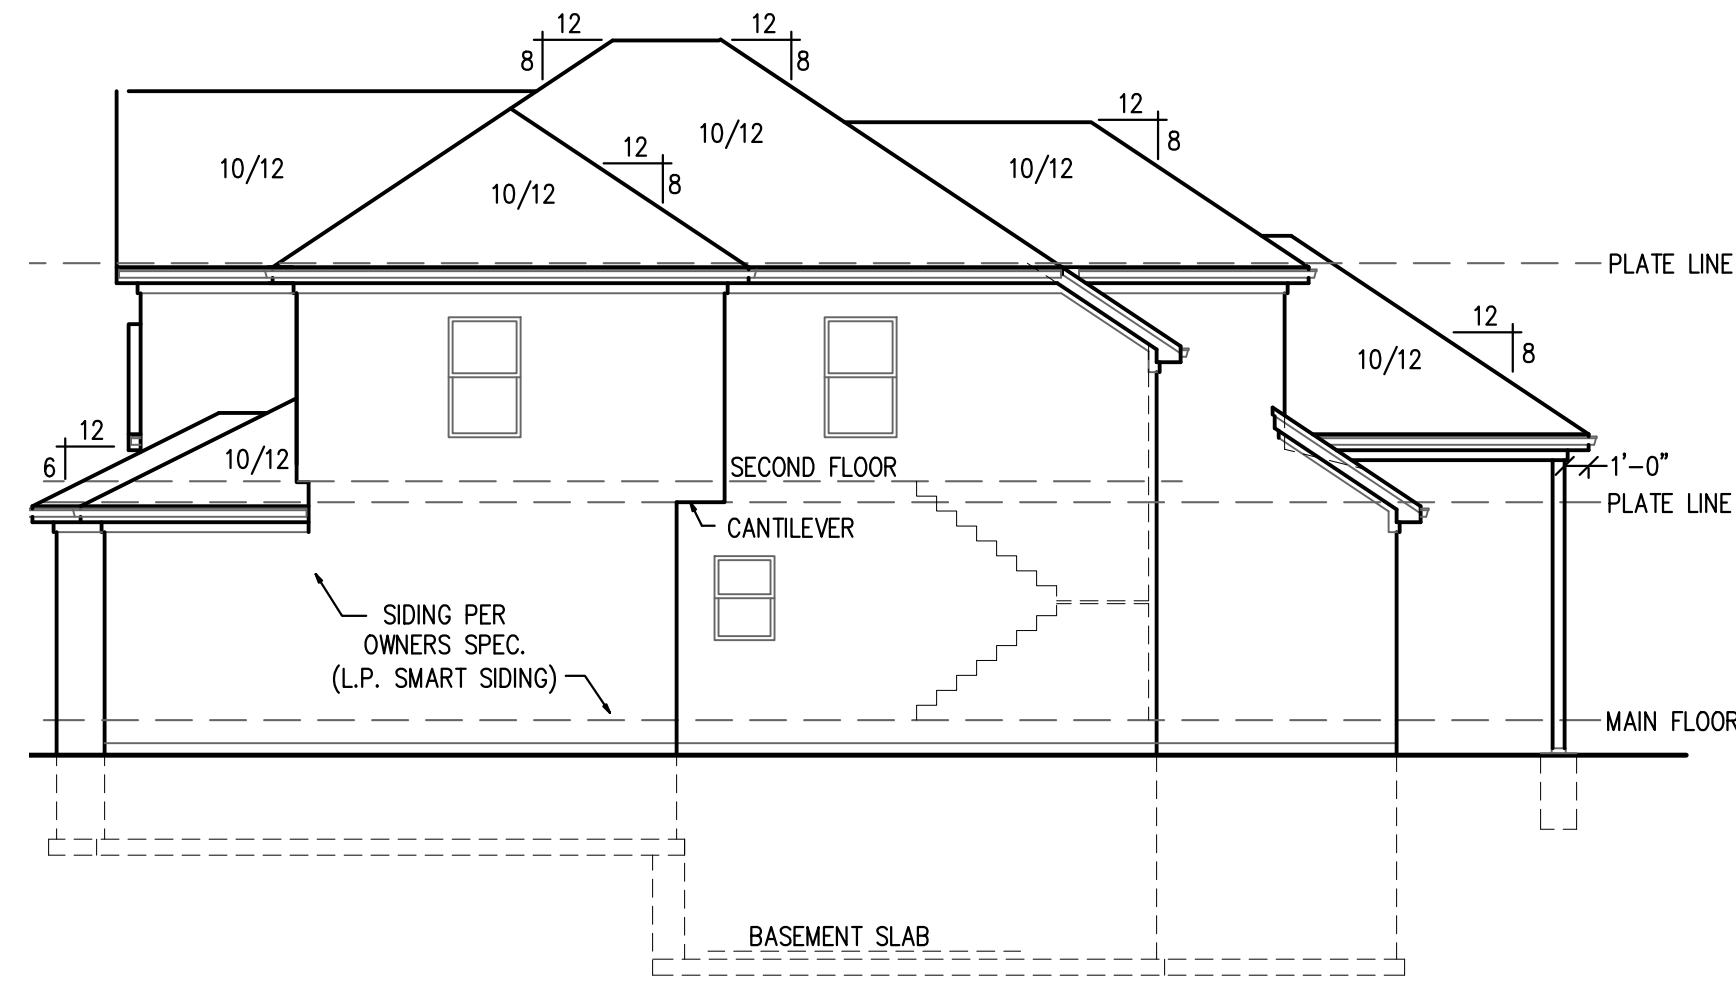 12
8
12
8
12
8
10/12
10/12
10/12
10/12
12
8
PLATE LINE
12
8
10/12
12
6
10/12
SECOND FLOOR
1'-0"
PLATE LINE
CANTILEVER
SIDING PER
OWNERS SPEC.
(L.P. SMART SIDING)
MAIN FLOOR
BASEMENT SLAB